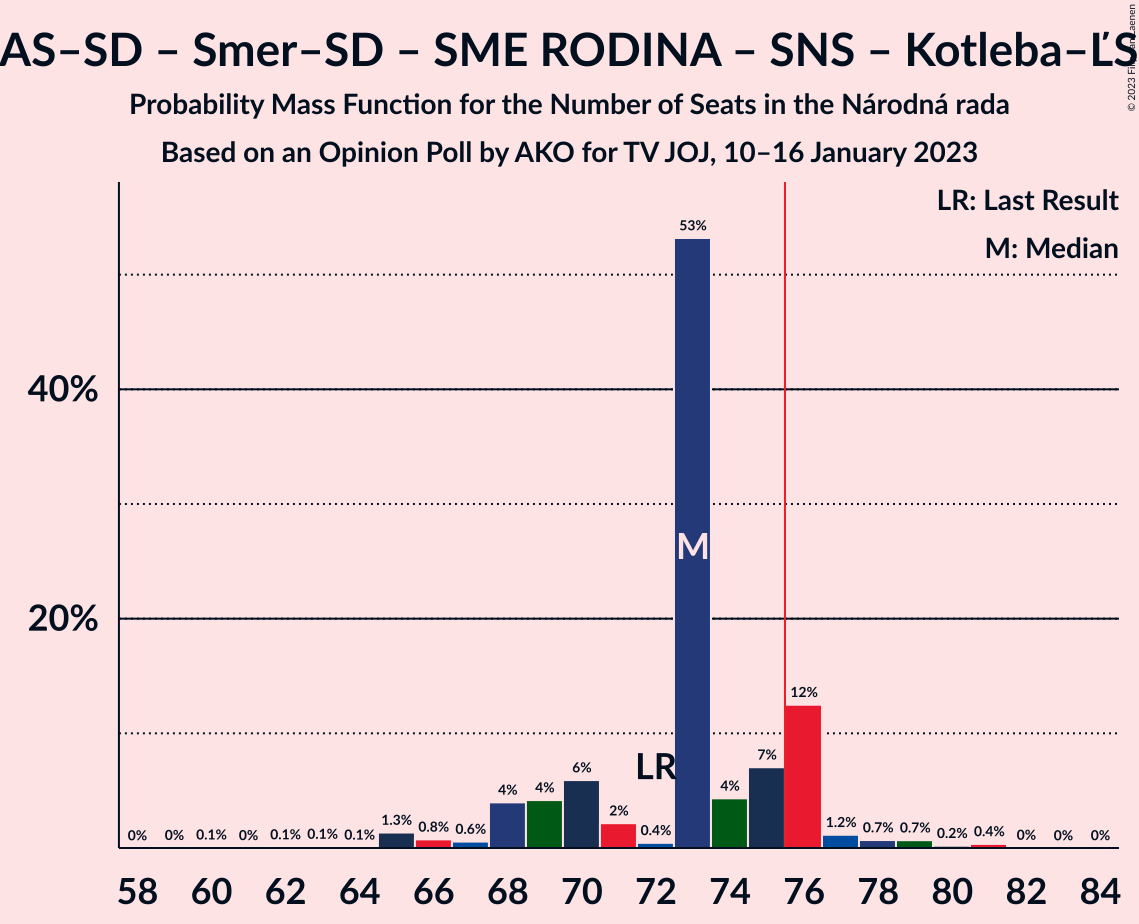 AS–SD – Smer–SD – SME RODINA – SNS – Kotleba–ĽS
Probability Mass Function for the Number of Seats in the Národná rada
Based on an Opinion Poll by AKO for TV JOJ, 10–16 January 2023
© 2023
LR: Last Result
M: Median
53%
40%
M
20%
12%
7%
LR
6%
4% 4% 2% 4%
0% 0% 0.1% 0% 0.1% 0.1% 0.1% 1.3% 0.8% 0.6% 0.4% 1.2% 0.7% 0.7% 0.2% 0.4% 0% 0% 0%
58 60 62 64 66 68 70 72 74 76 78 80 82 84